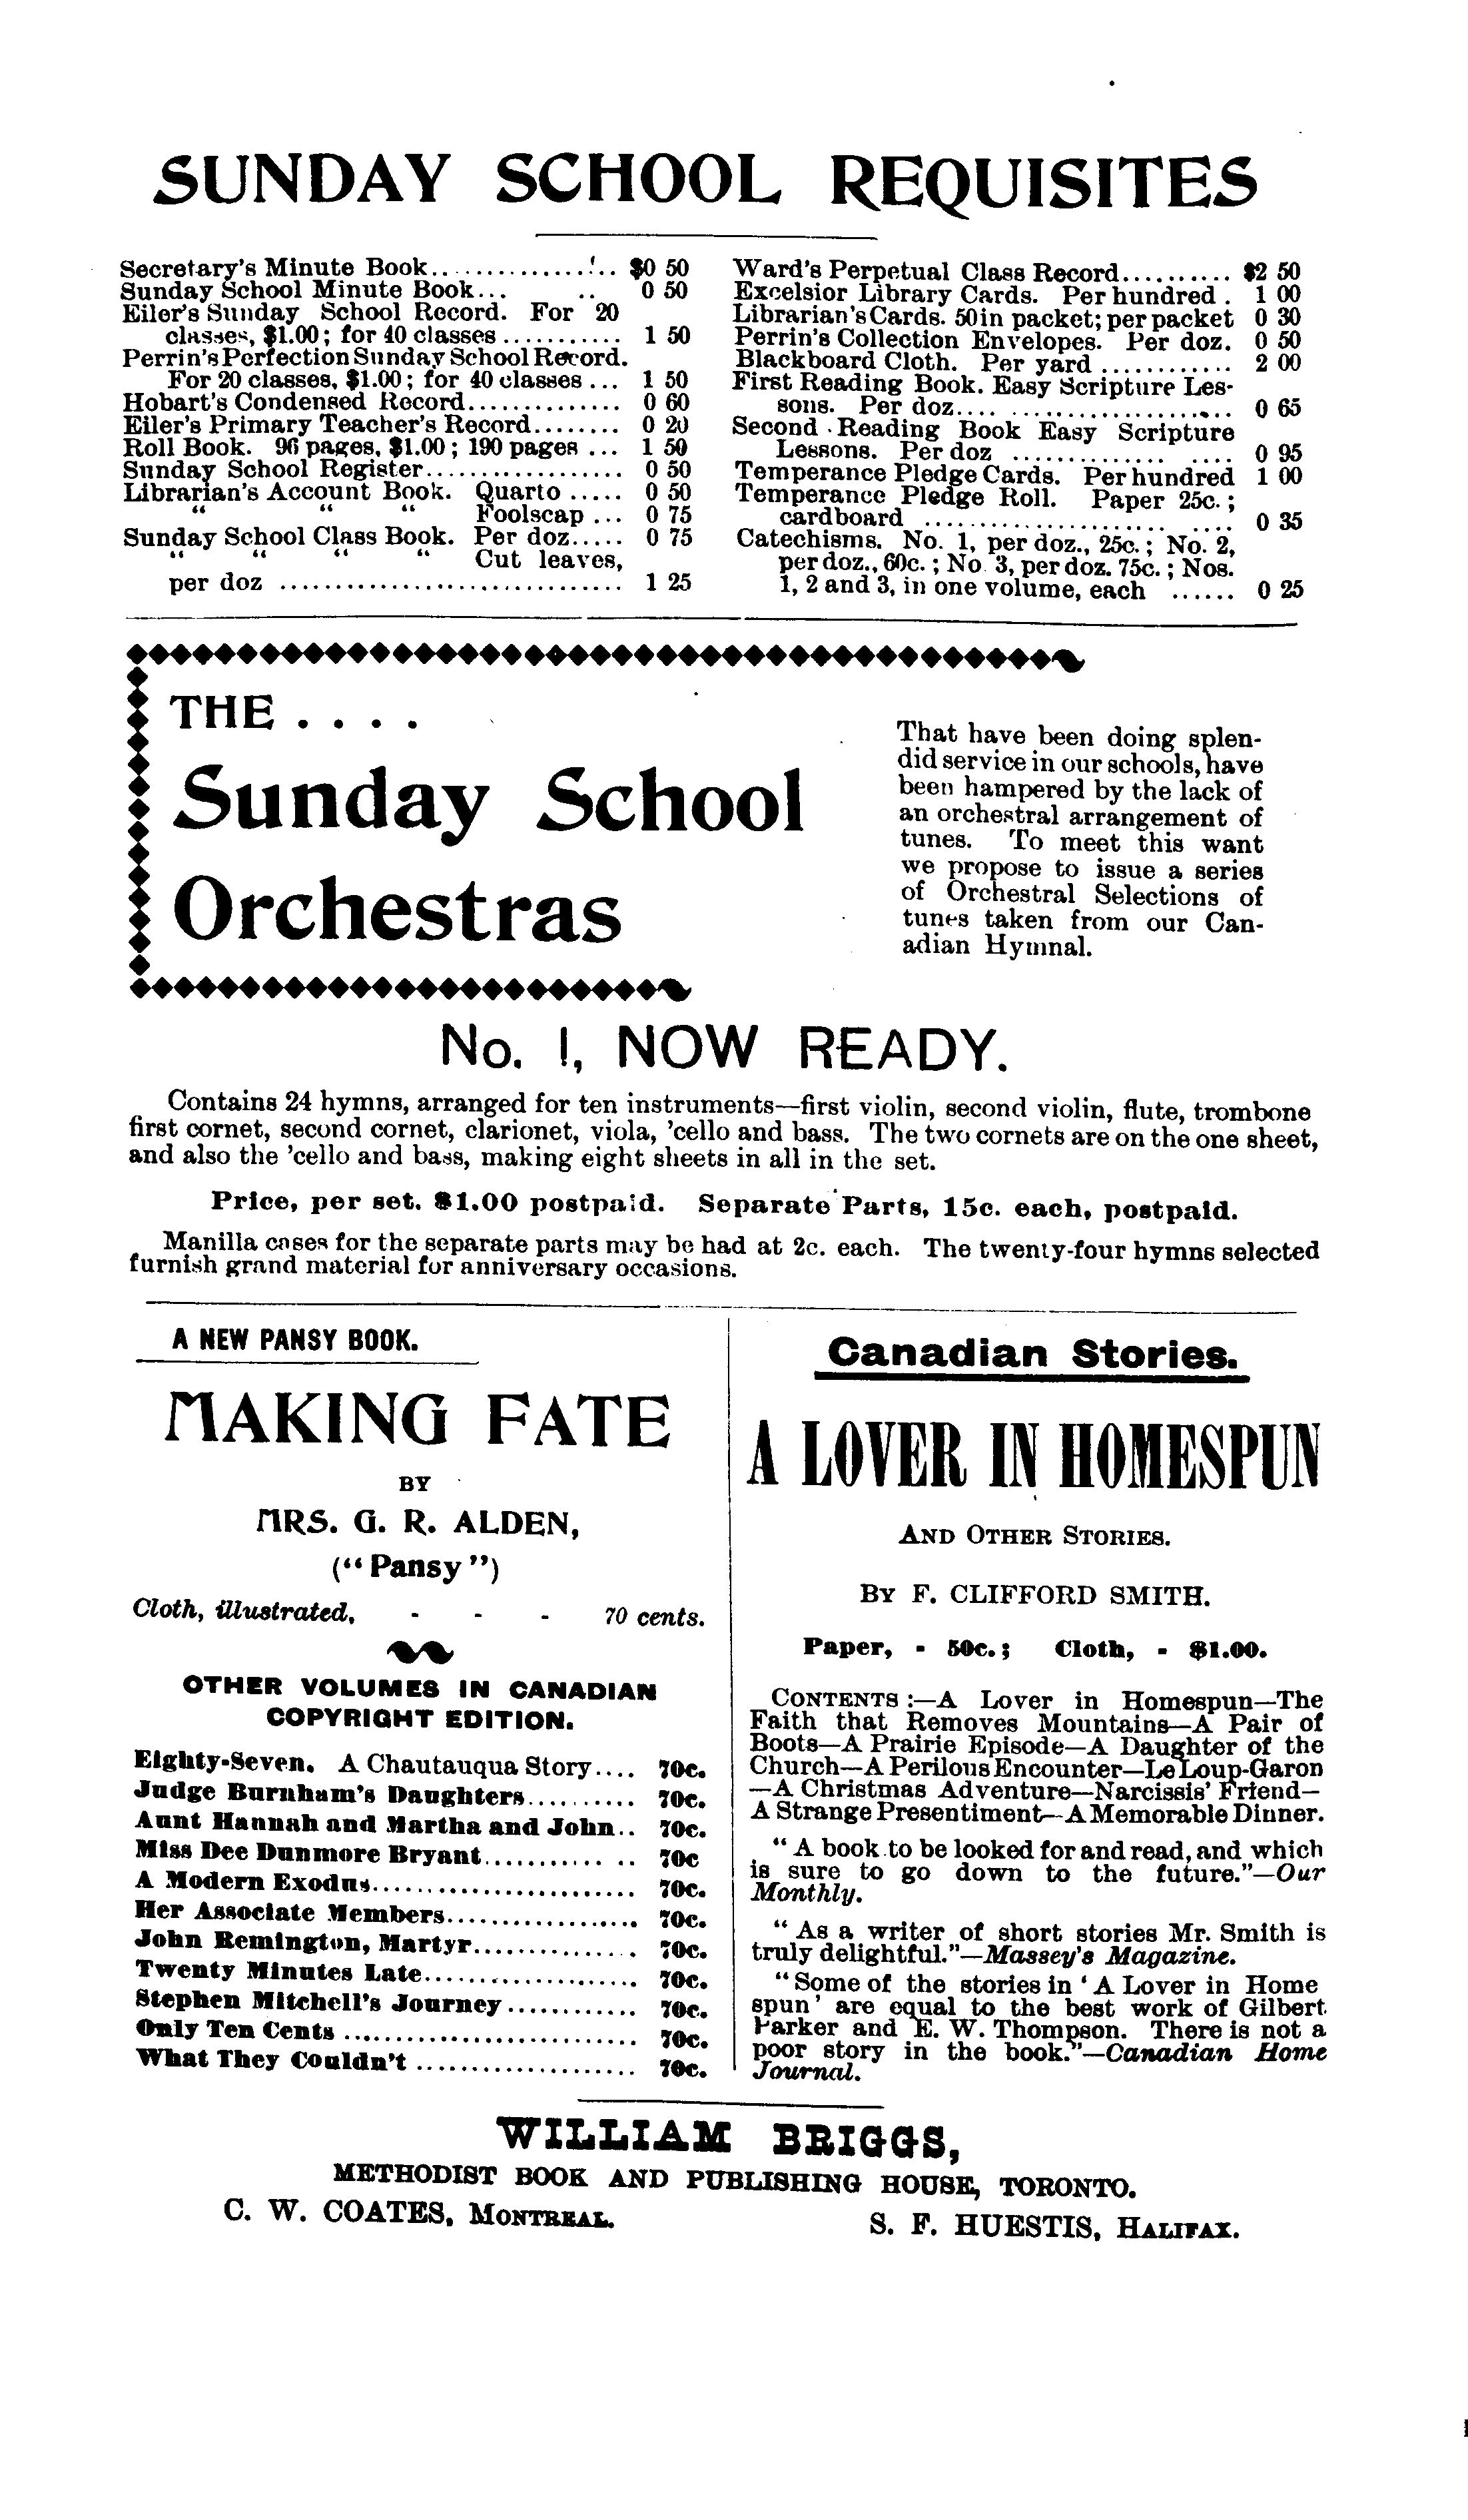 SUNDAY SCHOOL REQUISITES
Secretary's Minute Book.................. $0 50
Sunday School Minute Book... .. 0 50
Eiler's Sunday School Record. For 20
classes, $1.00; for 40 classes ........... 1 50
Perrin's Perfection Sunday School Record.
For 20 classes, $1.00; for 40 classes ... 1 50
Hobart's Condensed Record............... 0 60
Eiler's Primary Teacher's Record........ 0 20
Roll Book. 96 pages, $1.00; 190 pages ... 1 50
Sunday School Register.................. 0 50
Librarian's Account Book. Quarto ..... 0 50
" " " Foolscap ... 0 75
Sunday School Class Book. Per doz..... 0 75
" " " " Cut leaves,
per doz ............................... 1 25
Ward's Perpetual Class Record.......... $2 50
Excelsior Library Cards. Per hundred . 1 00
Librarian's Cards. 50 in packet; per packet 0 30
Perrin's Collection Envelopes. Per doz. 0 50
Blackboard Cloth. Per yard ............ 2 00
First Reading Book. Easy Scripture Les-
sons. Per doz.... .................... 0 65
Second Reading Book Easy Scripture
Lessons. Per doz .............. .... 0 95
Temperance Pledge Cards. Per hundred 1 00
Temperance Pledge Roll. Paper 25c.;
cardboard ...................... .... 0 35
Catechisms. No. 1, per doz., 25c.; No. 2,
per doz., 60c.; No 3, per doz. 75c.; Nos.
1, 2 and 3, in one volume, each ...... 0 25
THE ....
Sunday School
Orchestras
That have been doing splen-
did service in our schools, have
been hampered by the lack of
an orchestral arrangement of
tunes. To meet this want
we propose to issue a series
of Orchestral Selections of
tunes taken from our Can-
adian Hymnal.
No. 1, NOW READY.
Contains 24 hymns, arranged for ten instruments—first violin, second violin, flute, trombone
first cornet, second cornet, clarionet, viola, 'cello and bass. The two cornets are on the one sheet,
and also the 'cello and bass, making eight sheets in all in the set.
Price, per set. $1.00 postpaid. Separate Parts, 15c. each, postpaid.
Manilla cases for the separate parts may be had at 2c. each. The twenty-four hymns selected
furnish grand material for anniversary occasions.
A NEW PANSY BOOK.
MAKING FATE
BY
MRS. G. R. ALDEN,
("Pansy")
Cloth, illustrated, - - - 70 cents.
OTHER VOLUMES IN CANADIAN
COPYRIGHT EDITION.
Eighty-Seven. A Chautauqua Story.... 70c.
Judge Burnham's Daughters.......... 70c.
Aunt Hannah and Martha and John.. 70c.
Miss Dee Dunmore Bryant........... .. 70c
A Modern Exodus....................... 70c.
Her Associate Members................. 70c.
John Remington, Martyr............... 70c.
Twenty Minutes Late................... 70c.
Stephen Mitchell's Journey............ 70c.
Only Ten Cents .......................... 70c.
What They Couldn't .................... 70c.
Canadian Stories.
A LOVER IN HOMESPUN
AND OTHER STORIES.
BY F. CLIFFORD SMITH.
Paper, - 50c.; Cloth, - $1.00.
CONTENTS:—A Lover in Homespun—The
Faith that Removes Mountains—A Pair of
Boots—A Prairie Episode—A Daughter of the
Church—A Perilous Encounter—Le Loup-Garon
—A Christmas Adventure—Narcissis' Friend—
A Strange Presentiment—A Memorable Dinner.
"A book to be looked for and read, and which
is sure to go down to the future."—Our
Monthly.
"As a writer of short stories Mr. Smith is
truly delightful."—Massey's Magazine.
"Some of the stories in 'A Lover in Home
spun' are equal to the best work of Gilbert
Parker and E. W. Thompson. There is not a
poor story in the book."—Canadian Home
Journal.
WILLIAM BRIGGS,
METHODIST BOOK AND PUBLISHING HOUSE, TORONTO.
C. W. COATES, MONTREAL. S. F. HUESTIS, HALIFAX.